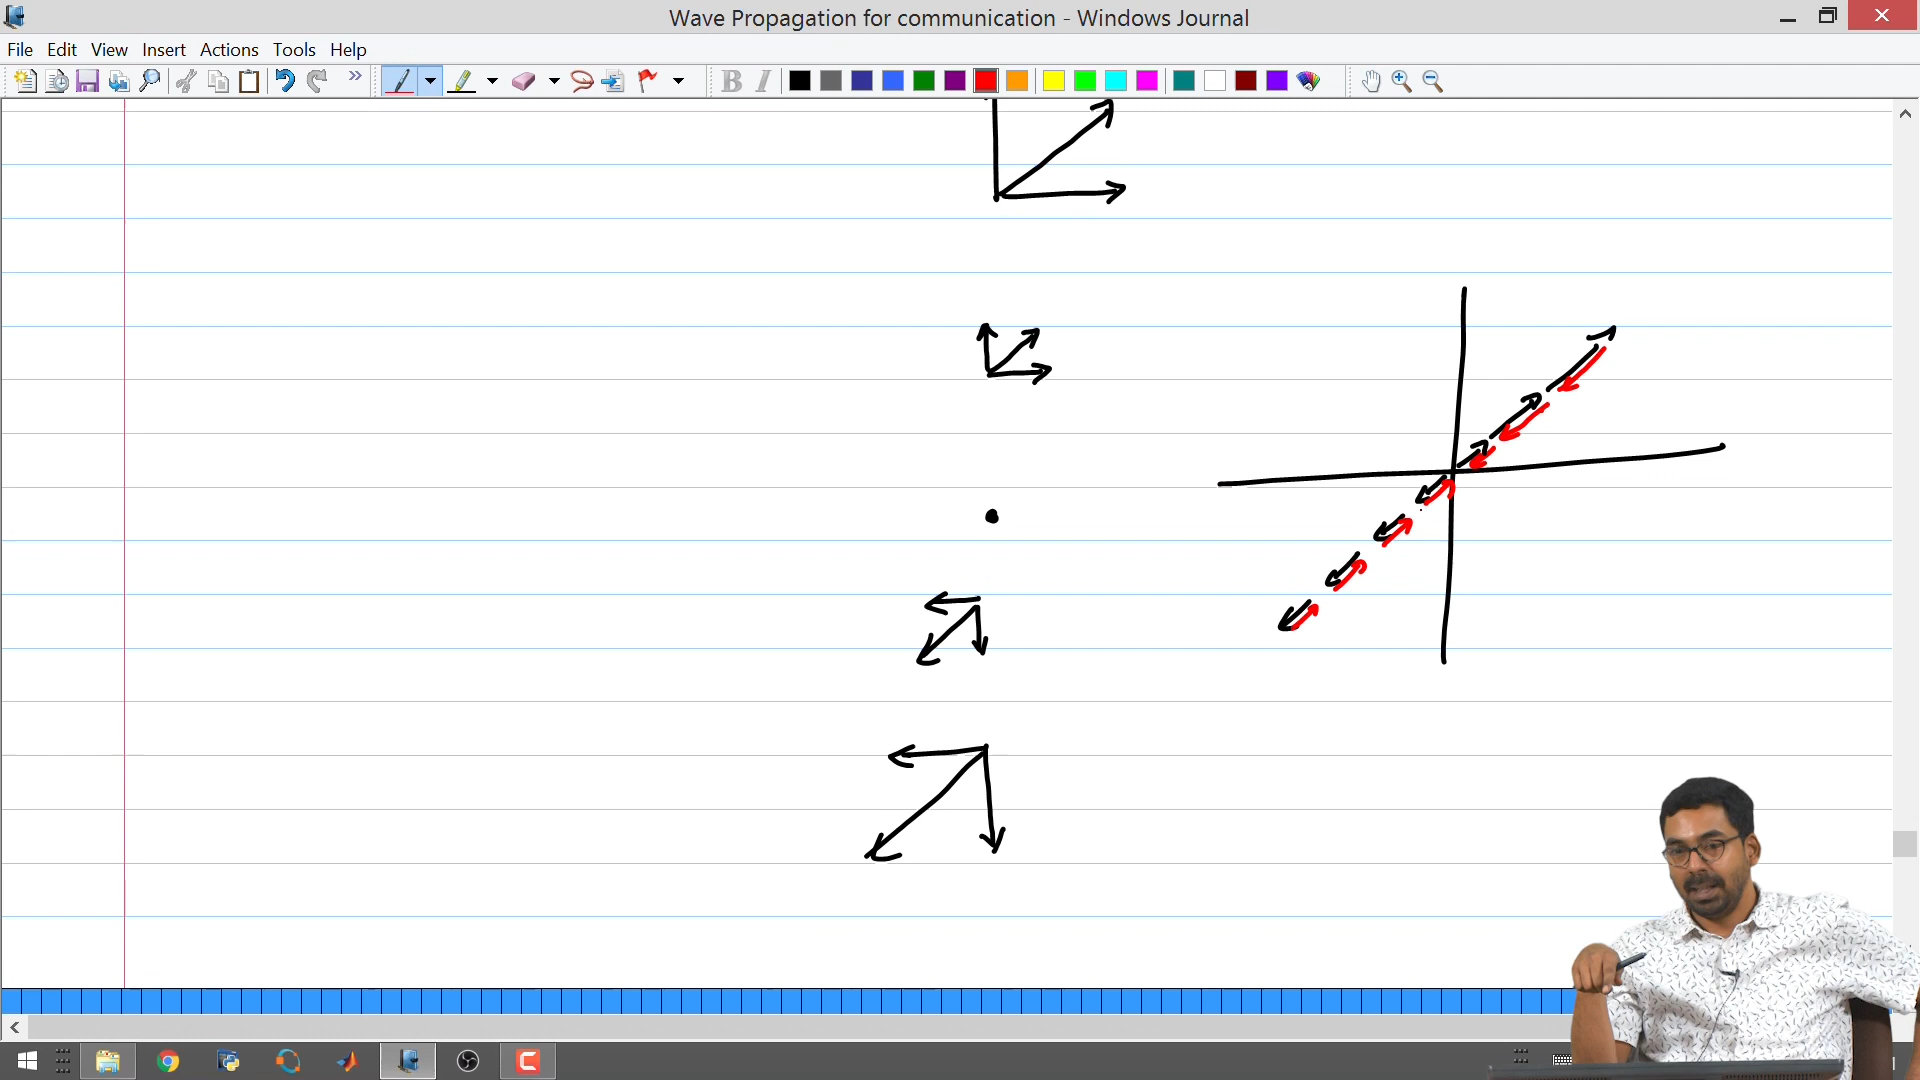 Wave Propagation for communication - Windows Journal
File Edit View Insert Actions Tools Help
B I